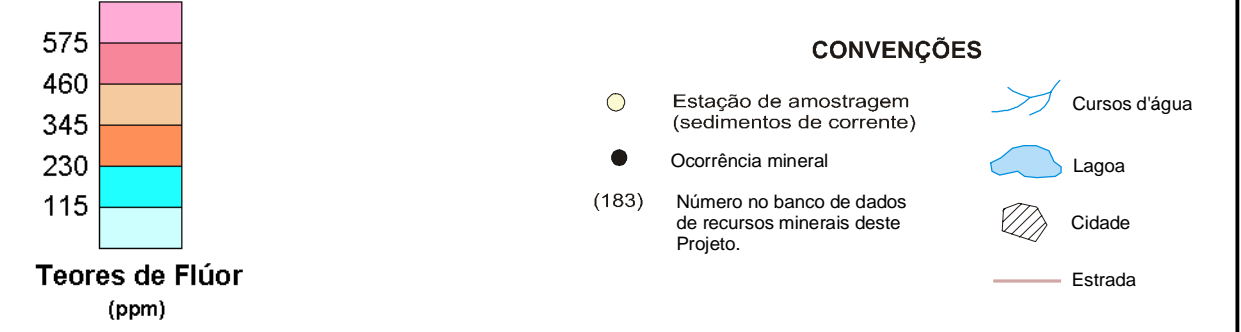 575
460
345
230
115
Teores de Flúor
(ppm)
CONVENÇÕES
Estação de amostragem
(sedimentos de corrente)
Ocorrência mineral
(183) Número no banco de dados
de recursos minerais deste
Projeto.
Cursos d'água
Lagoa
Cidade
Estrada